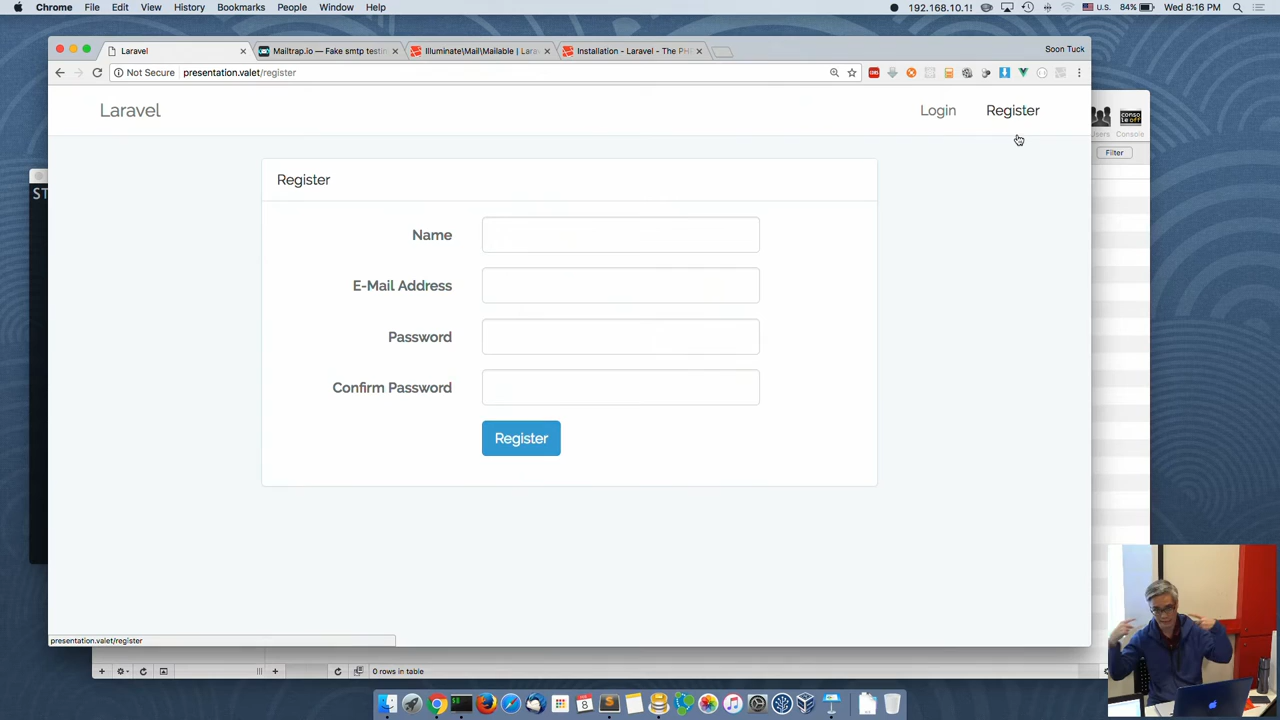 Chrome File Edit View History Bookmarks People Window Help 192.168.10.1! U.S. 84% Wed 8:16 PM
Laravel Mailtrap.io — Fake smtp testin Illuminate\Mail\Mailable | Lara Installation - Laravel - The PH Soon Tuck
Not Secure presentation.valet/register
Laravel Login Register
Users Console
Filter
ST
Register
Name
E-Mail Address
Password
Confirm Password
Register
presentation.valet/register
0 rows in table